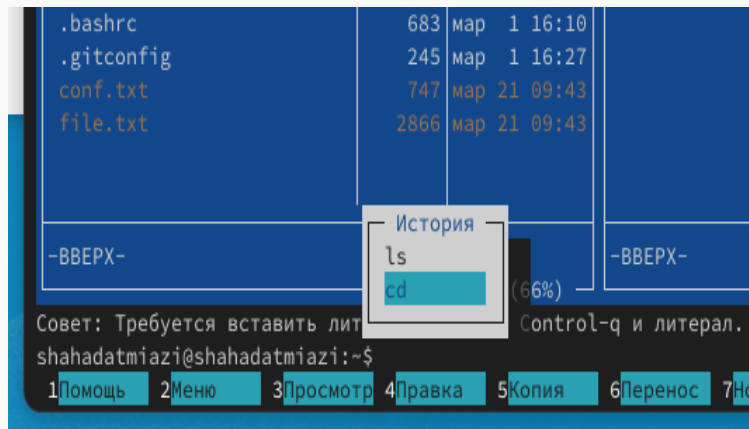 .bashrc 683 мар 1 16:10
.gitconfig 245 мар 1 16:27
conf.txt 747 мар 21 09:43
file.txt 2866 мар 21 09:43
История
-ВВЕРХ- ls -ВВЕРХ-
cd (66%)
Совет: Требуется вставить лит Control-q и литерал.
shahadatmiazi@shahadatmiazi:~$
1Помощь 2Меню 3Просмотр 4Правка 5Копия 6Перенос 7